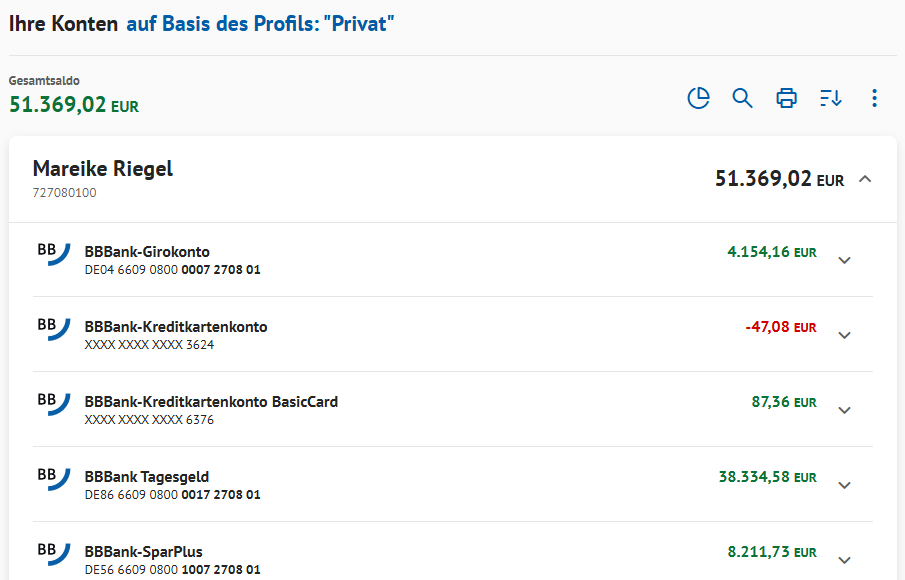 Ihre Konten auf Basis des Profils: "Privat"
Gesamtsaldo
51.369,02 EUR
Mareike Riegel
727080100
51.369,02 EUR
BB
BBBank-Girokonto
DE04 6609 0800 0007 2708 01
4.154,16 EUR
BB
BBBank-Kreditkartenkonto
XXXX XXXX XXXX 3624
-47,08 EUR
BB
BBBank-Kreditkartenkonto BasicCard
XXXX XXXX XXXX 6376
87,36 EUR
BB
BBBank Tagesgeld
DE86 6609 0800 0017 2708 01
38.334,58 EUR
BB
BBBank-SparPlus
DE56 6609 0800 1007 2708 01
8.211,73 EUR